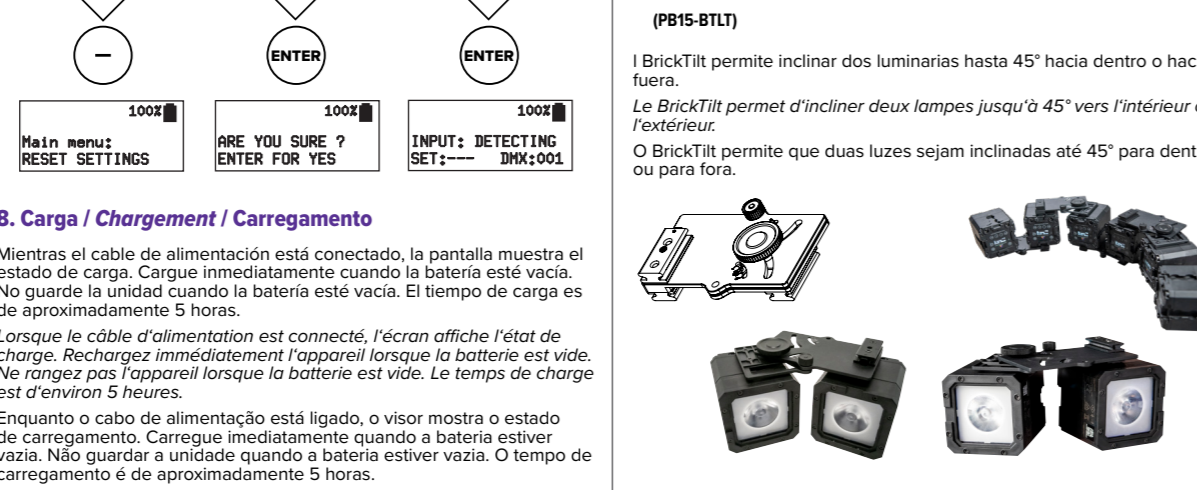 –
ENTER
ENTER
100%
Main menu:
RESET SETTINGS
100%
ARE YOU SURE ?
ENTER FOR YES
100%
INPUT: DETECTING
SET:--- DMX:001
8. Carga / Chargement / Carregamento
Mientras el cable de alimentación está conectado, la pantalla muestra el
estado de carga. Cargue inmediatamente cuando la batería esté vacía.
No guarde la unidad cuando la batería esté vacía. El tiempo de carga es
de aproximadamente 5 horas.
Lorsque le câble d‘alimentation est connecté, l‘écran affiche l‘état de
charge. Rechargez immédiatement l‘appareil lorsque la batterie est vide.
Ne rangez pas l‘appareil lorsque la batterie est vide. Le temps de charge
est d‘environ 5 heures.
Enquanto o cabo de alimentação está ligado, o visor mostra o estado
de carregamento. Carregue imediatamente quando a bateria estiver
vazia. Não guardar a unidade quando a bateria estiver vazia. O tempo de
carregamento é de aproximadamente 5 horas.
(PB15-BTLT)
l BrickTilt permite inclinar dos luminarias hasta 45° hacia dentro o hac
fuera.
Le BrickTilt permet d‘incliner deux lampes jusqu‘à 45° vers l‘intérieur
l‘extérieur.
O BrickTilt permite que duas luzes sejam inclinadas até 45° para dent
ou para fora.